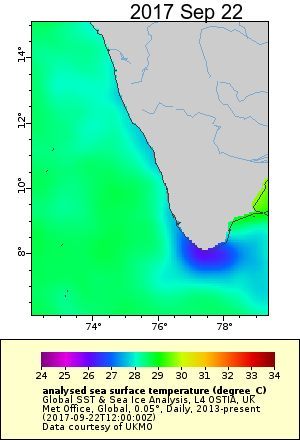 2017 Sep 22
14°
12°
10°
8°
74°
76°
78°
24 25 26 27 28 29 30 31 32 33 34
analysed sea surface temperature (degree_C)
Global SST & Sea Ice Analysis, L4 OSTIA, UK
Met Office, Global, 0.05°, Daily, 2013-present
(2017-09-22T12:00:00Z)
Data courtesy of UKMO